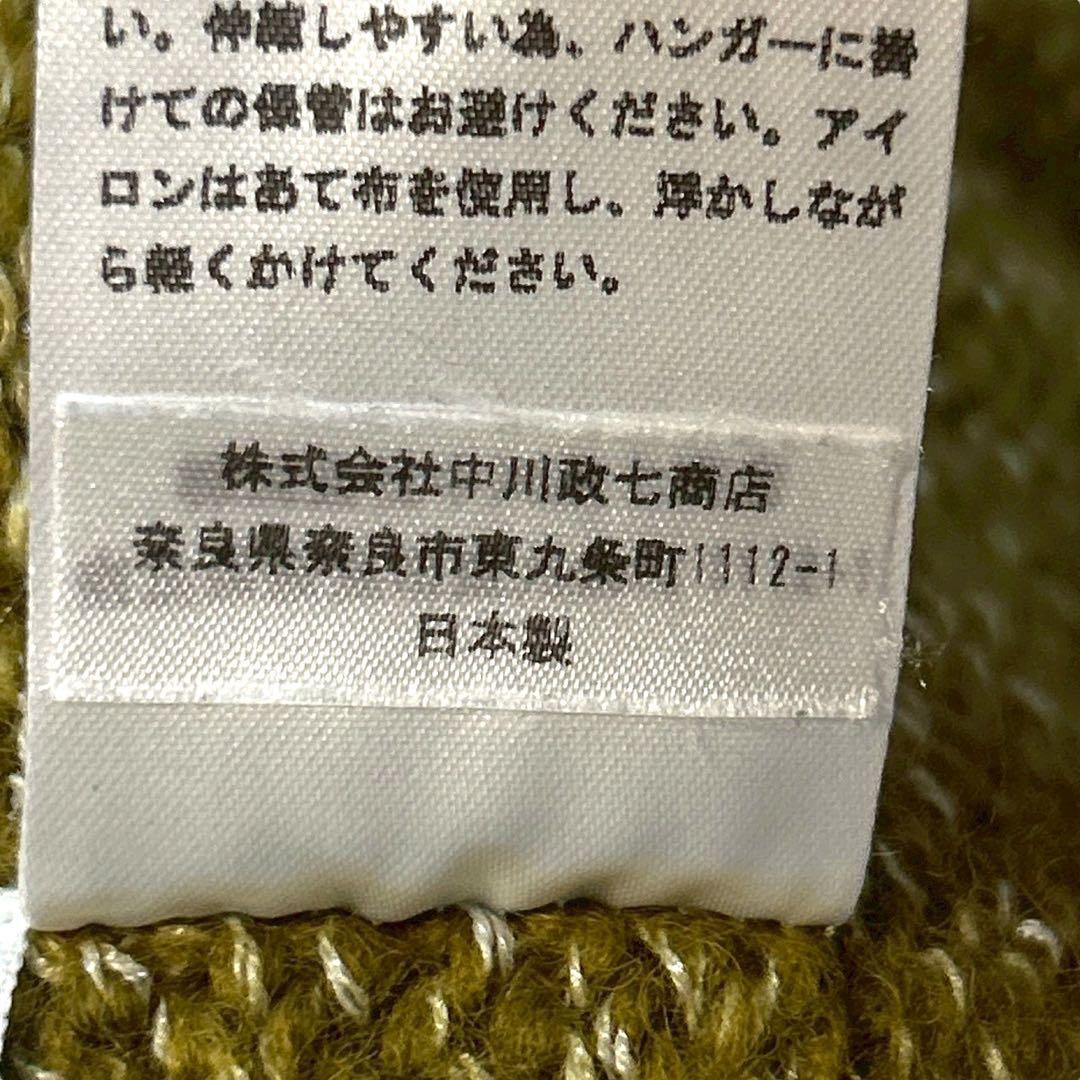 い。伸縮しやすい為、ハンガーに掛
けての保管はお避けください。アイ
ロンはあて布を使用し、浮かしなが
ら軽くかけてください。
株式会社中川政七商店
奈良県奈良市東九条町1112-1
日本製